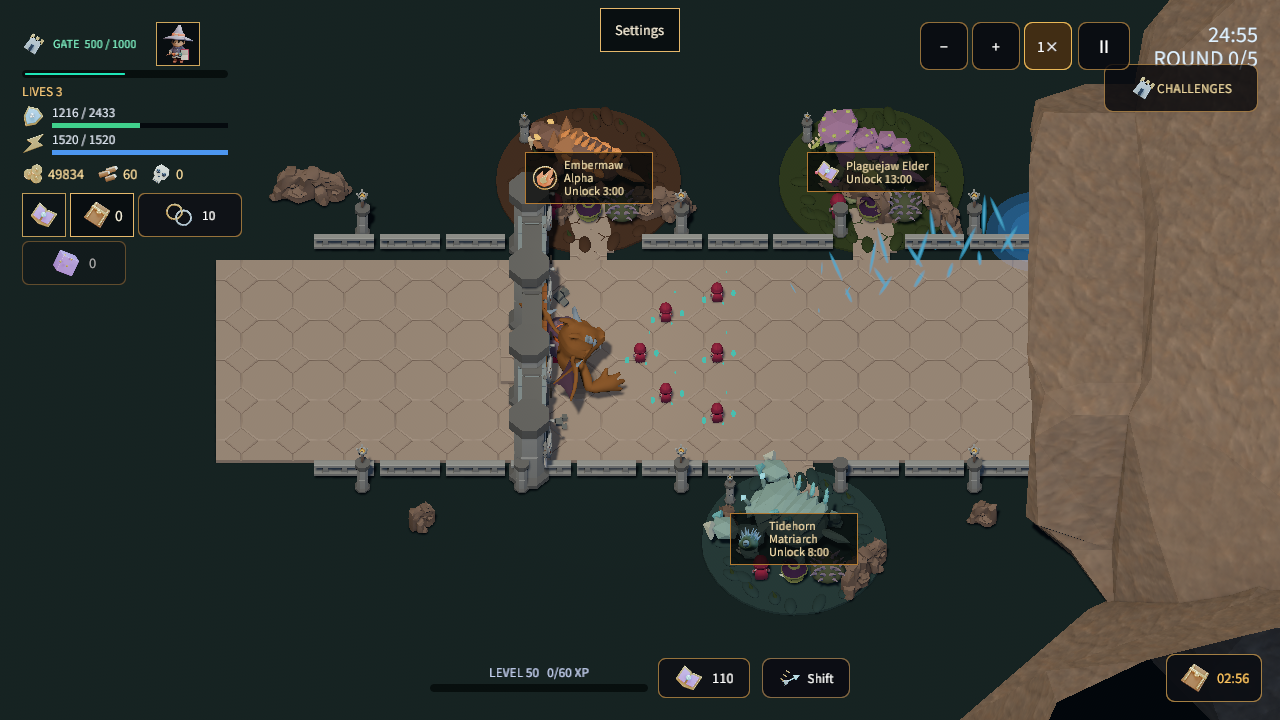 GATE 500 / 1000
Settings
−
+
1×
24:55
ROUND 0/5
CHALLENGES
LIVES 3
1216 / 2433
1520 / 1520
49834
60
0
0
10
0
Embermaw
Alpha
Unlock 3:00
Plaguejaw Elder
Unlock 13:00
Tidehorn
Matriarch
Unlock 8:00
LEVEL 50 0/60 XP
110
Shift
02:56